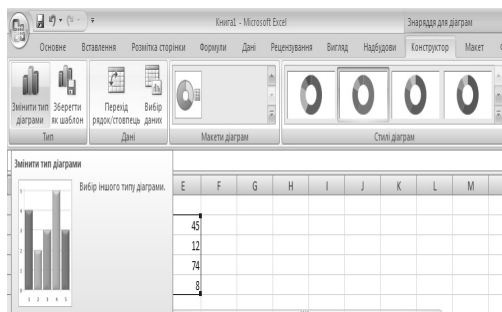 Книга1 - Microsoft Excel
Знаряддя для діаграм
Основне Вставлення Розмітка сторінки Формули Дані Рецензування Вигляд Надбудови Конструктор Макет
Змінити тип діаграми Зберегти як шаблон Перехід рядок/стовпець Вибір даних
Тип Дані Макети діаграм Стилі діаграм
Змінити тип діаграми
Вибір іншого типу діаграми.
E F G H I J K L M
45
12
74
8
1 2 3 4 5